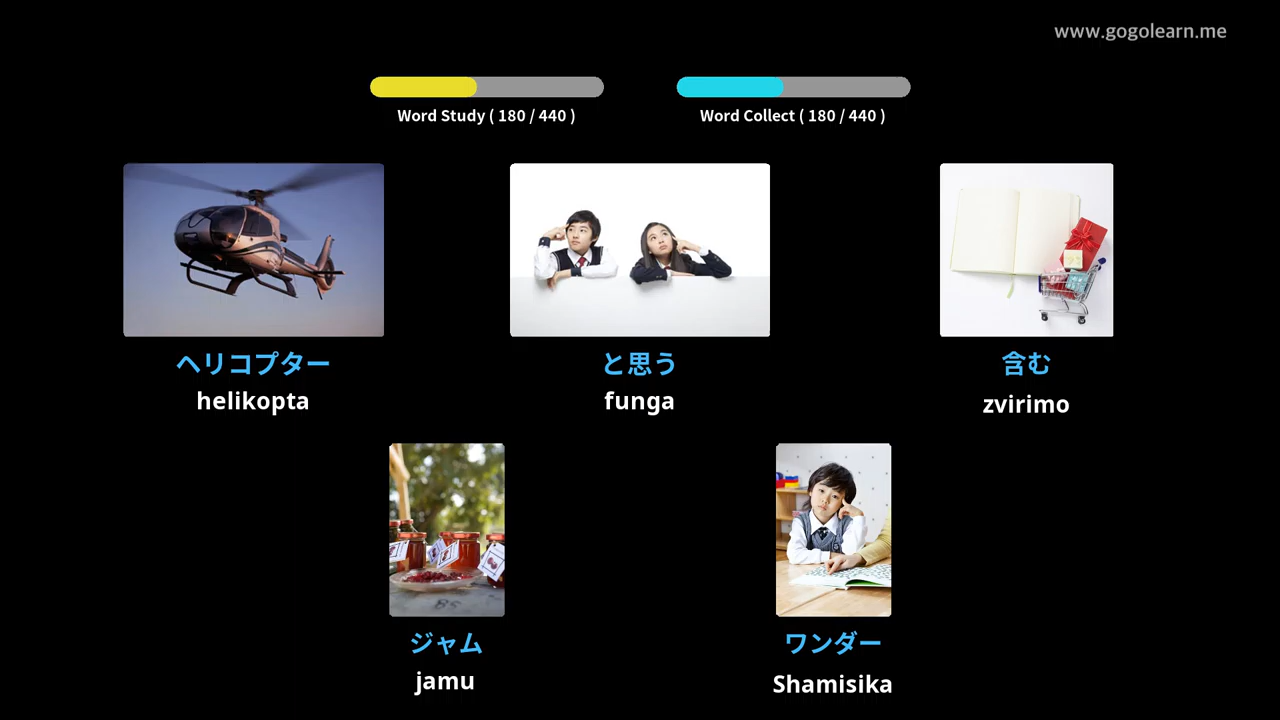 www.gogolearn.me
Word Study ( 180 / 440 )
Word Collect ( 180 / 440 )
ヘリコプター
helikopta
と思う
funga
含む
zvirimo
ジャム
jamu
ワンダー
Shamisika